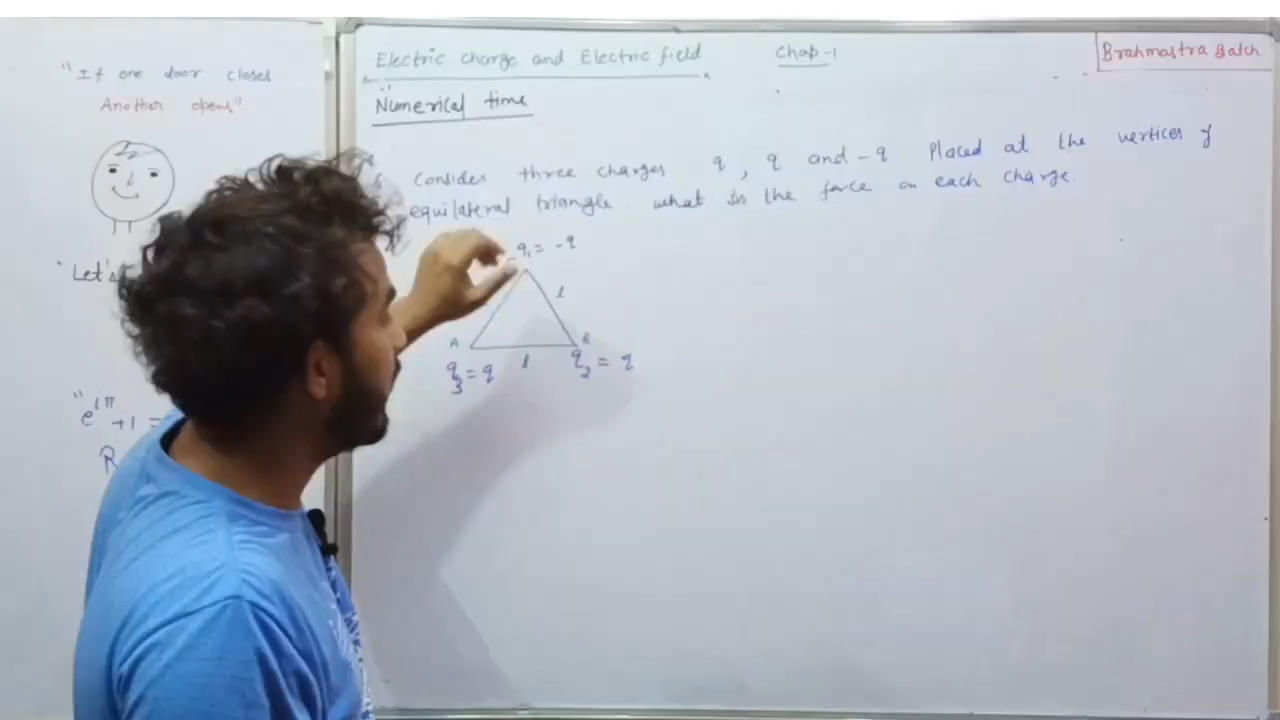 "If one door closes
Another opens".
"Let's
"e^iπ +1 =
R
Electric charge and Electric field Chap-1
Brahmastra Batch
Numerical time
Consider three charges q, q and -q Placed at the vertices of
equilateral triangle. What is the force on each charge.
q₁ = -q
l
A
l
q₃ = q
q₂ = q